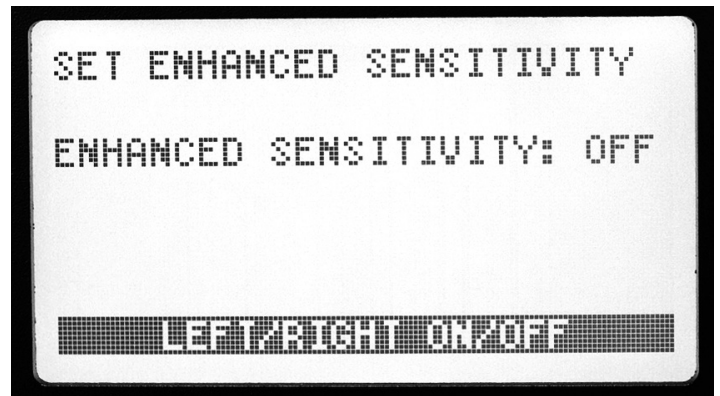 SET ENHANCED SENSITIVITY
ENHANCED SENSITIVITY: OFF
LEFT/RIGHT ON/OFF